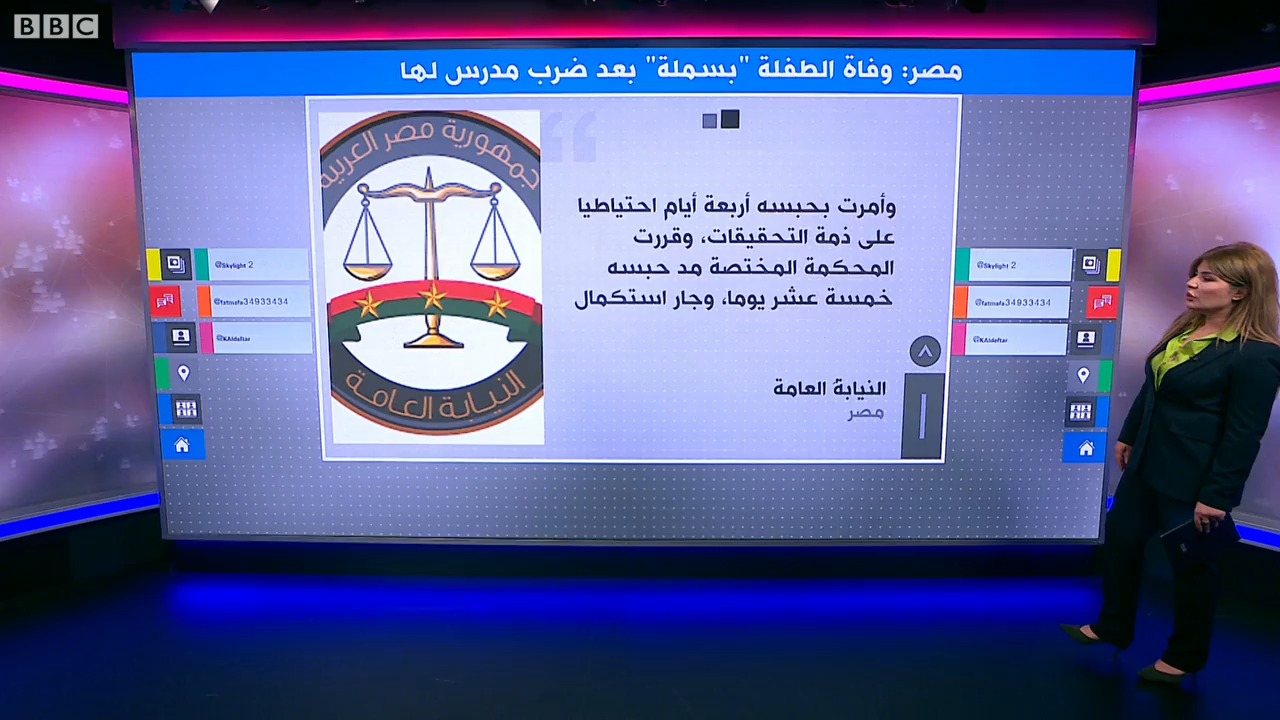 BBC
مصر: وفاة الطفلة "بسملة" بعد ضرب مدرس لها
جمهورية مصر العربية
النيابة العامة
وأمرت بحبسه أربعة أيام احتياطيا
على ذمة التحقيقات، وقررت
المحكمة المختصة مد حبسه
خمسة عشر يوما، وجار استكمال
النيابة العامة
مصر
@Skylight 2
@fatmafa34933434
@KAldeftar
@Skylight 2
@fatmafa34933434
@KAldeftar